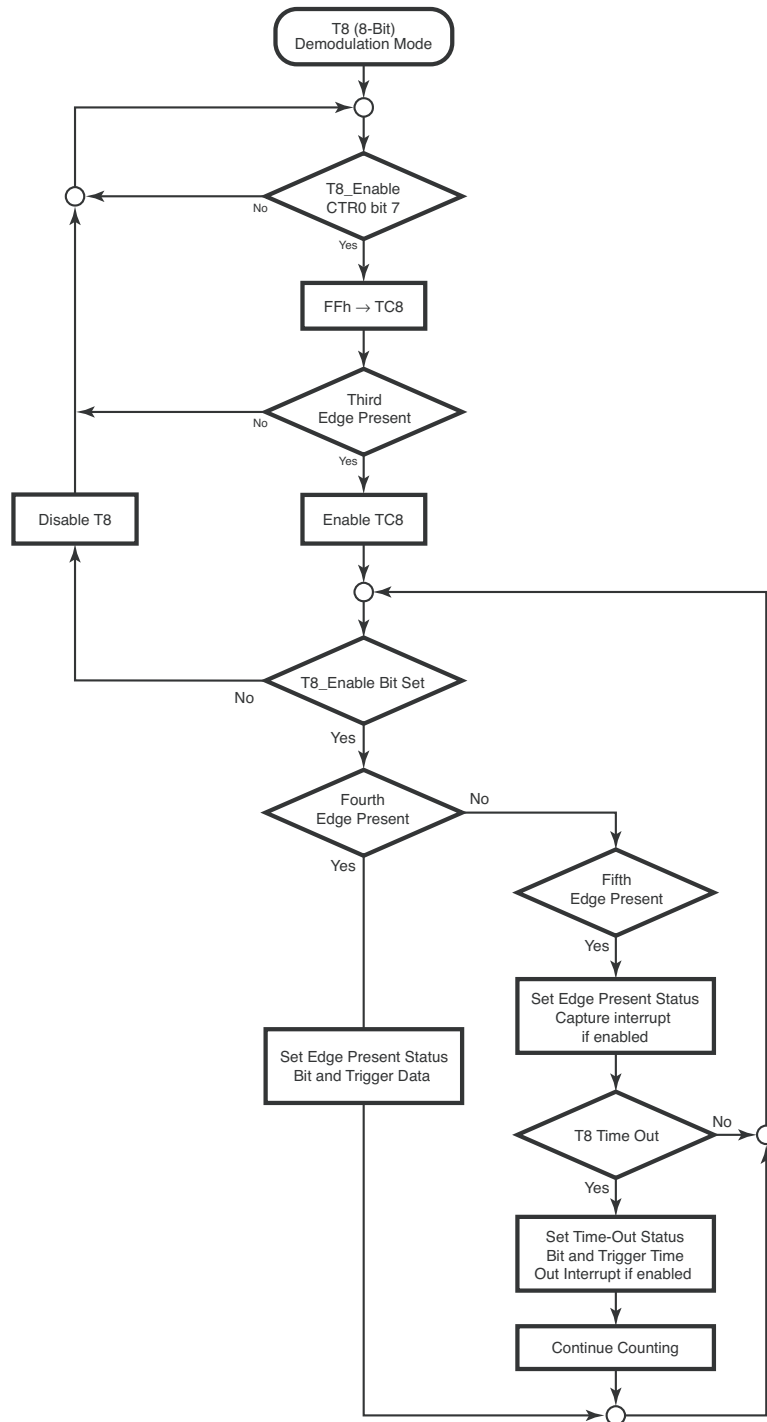 T8 (8-Bit)
Demodulation Mode
T8_Enable
CTR0 bit 7
No
Yes
FFh → TC8
Third
Edge Present
No
Yes
Disable T8
Enable TC8
T8_Enable Bit Set
No
Yes
Fourth
Edge Present
No
Yes
Fifth
Edge Present
Yes
Set Edge Present Status
Capture interrupt
if enabled
Set Edge Present Status
Bit and Trigger Data
T8 Time Out
No
Yes
Set Time-Out Status
Bit and Trigger Time
Out Interrupt if enabled
Continue Counting